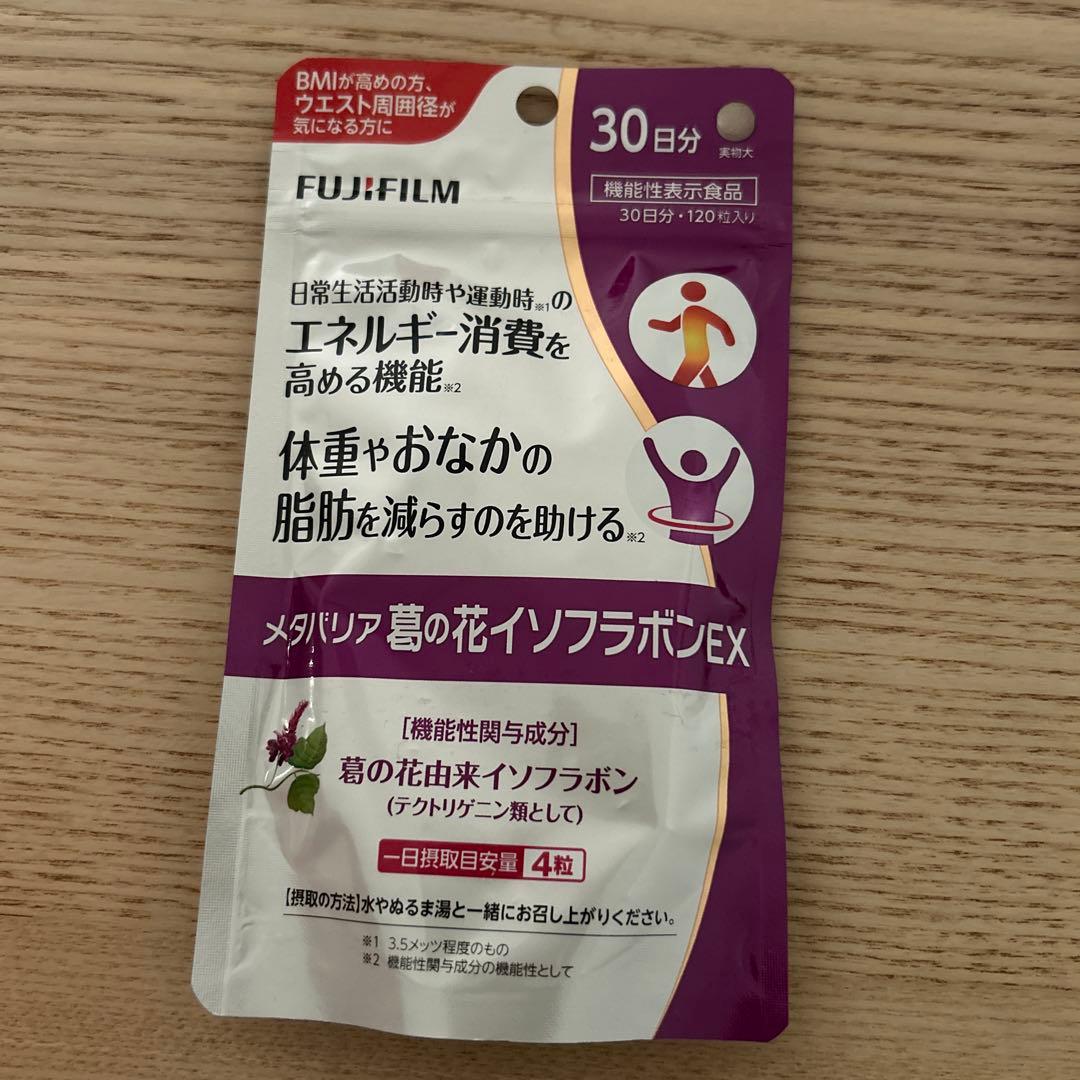 BMIが高めの方、
ウエスト周囲径が
気になる方に
30日分
実物大
FUJIFILM
機能性表示食品
30日分・120粒入り
日常生活活動時や運動時※1の
エネルギー消費を
高める機能※2
体重やおなかの
脂肪を減らすのを助ける※2
メタバリア 葛の花イソフラボンEX
［機能性関与成分］
葛の花由来イソフラボン
(テクトリゲニン類として)
一日摂取目安量 4粒
【摂取の方法】水やぬるま湯と一緒にお召し上がりください。
※1 3.5メッツ程度のもの
※2 機能性関与成分の機能性として